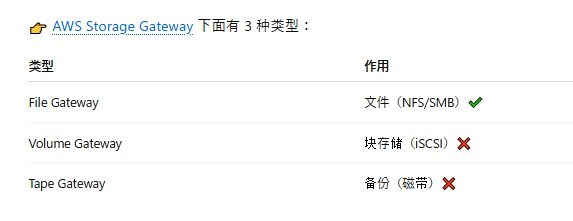 👉 AWS Storage Gateway 下面有 3 种类型：
类型 作用
File Gateway 文件（NFS/SMB）✔
Volume Gateway 块存储（iSCSI）❌
Tape Gateway 备份（磁带）❌